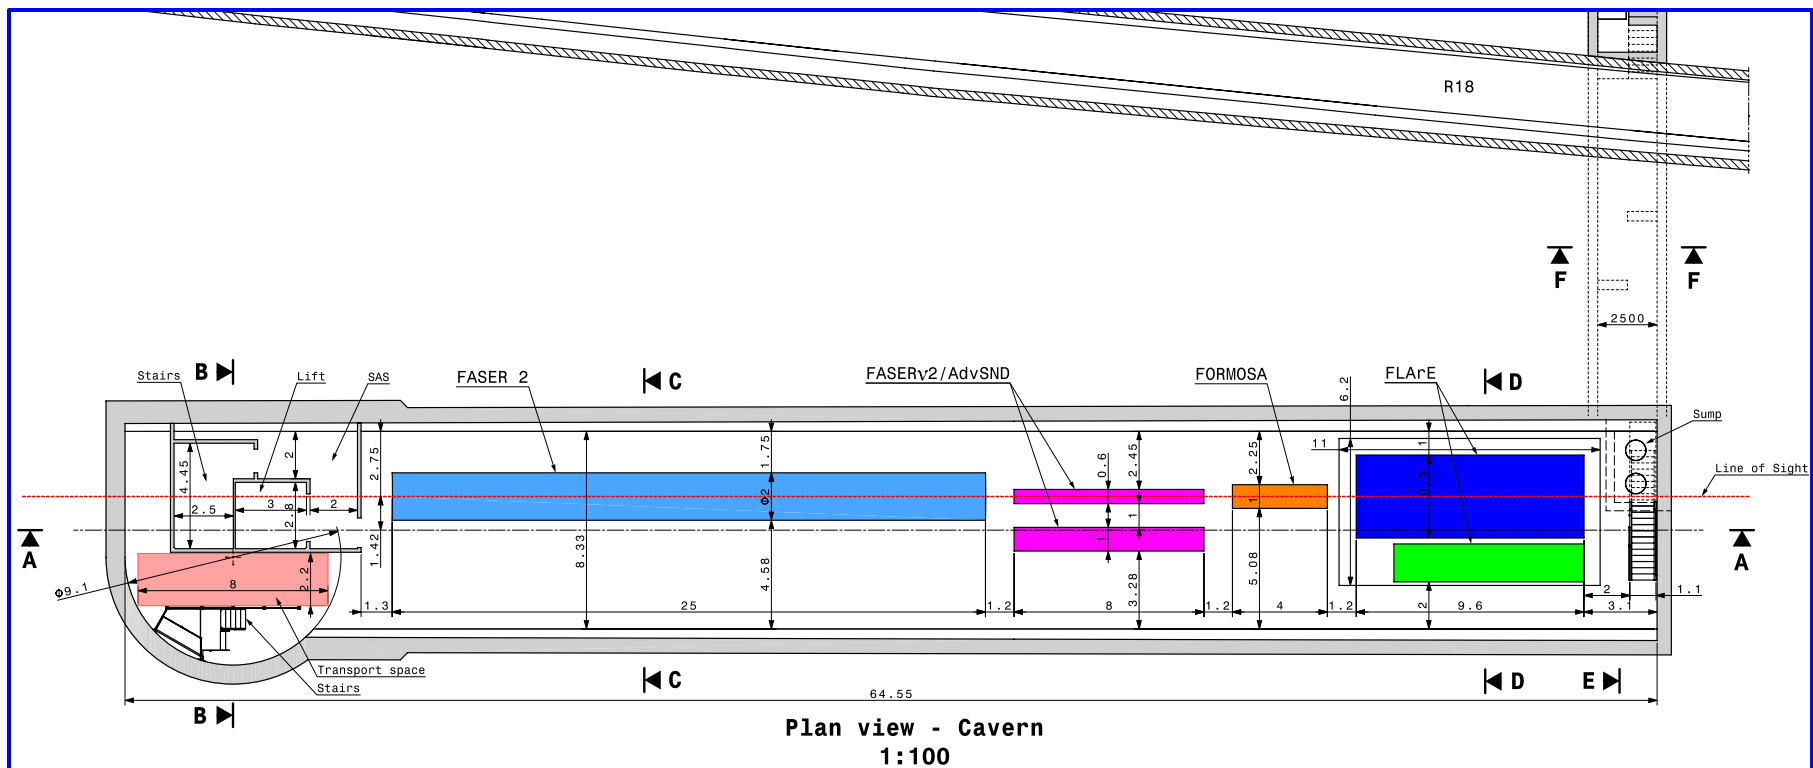 R18
F
F
2500
Stairs
B
Lift
SAS
FASER 2
C
FASERν2/AdvSND
FORMOSA
FLArE
D
6.2
Sump
Line of Sight
11
1
2
2.75
1.75
0.6
2.45
2.25
4.45
3.6
Φ2
1
1
2.5
3
2
2.8
1.42
8.33
4.58
1
3.28
5.08
A
A
Φ9.1
8
2.2
1.3
25
1.2
8
1.2
4
1.2
9.6
2
2
3.1
1.1
Transport space
Stairs
C
D
E
64.55
B
Plan view - Cavern
1:100